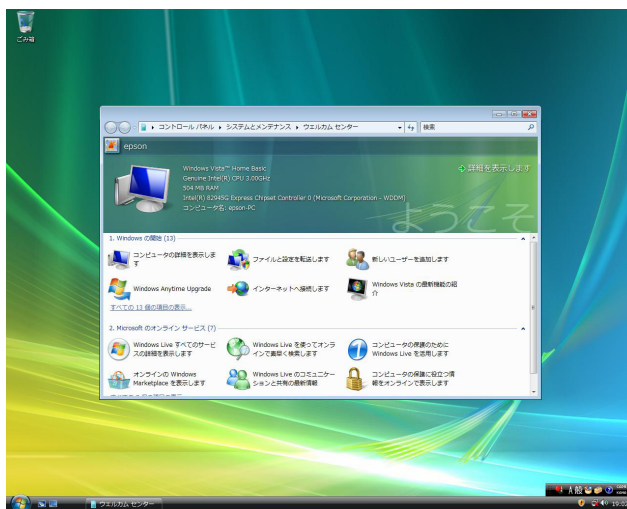 ごみ箱
コントロール パネル ▸ システムとメンテナンス ▸ ウエルカム センター
検索
epson
Windows Vista™ Home Basic
Genuine Intel(R) CPU 3.00GHz
504 MB RAM
Intel(R) 82945G Express Chipset Controller 0 (Microsoft Corporation - WDDM)
コンピュータ名: epson-PC
詳細を表示します
ようこそ
1. Windows の開始 (13)
コンピュータの詳細を表示しま
す
ファイルと設定を転送します
新しいユーザーを追加します
Windows Anytime Upgrade
インターネットへ接続します
Windows Vista の最新機能の紹
介
すべての 13 個の項目の表示...
2. Microsoft のオンライン サービス (7)
Windows Live すべてのサービ
スの詳細を表示します
Windows Live を使ってオンラ
インで素早く検索します
コンピュータの保護のために
Windows Live を活用します
オンラインの Windows
Marketplace を表示します
Windows Live のコミュニケー
ションと共有の最新情報
コンピュータの保護に役立つ情
報をオンラインで表示します
A 般
CAPS
KANA
ウエルカム センター
19:02